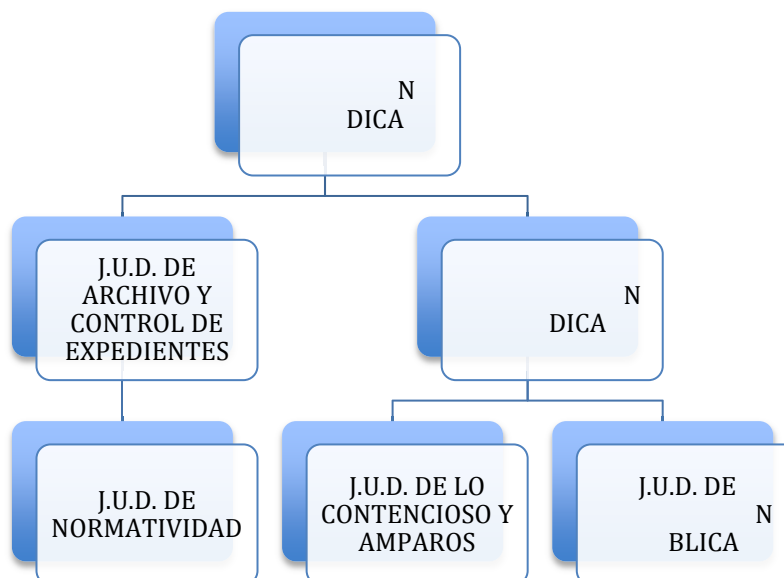 N
DICA
J.U.D. DE
ARCHIVO Y
CONTROL DE
EXPEDIENTES
N
DICA
J.U.D. DE
NORMATIVIDAD
J.U.D. DE LO
CONTENCIOSO Y
AMPAROS
J.U.D. DE
N
BLICA